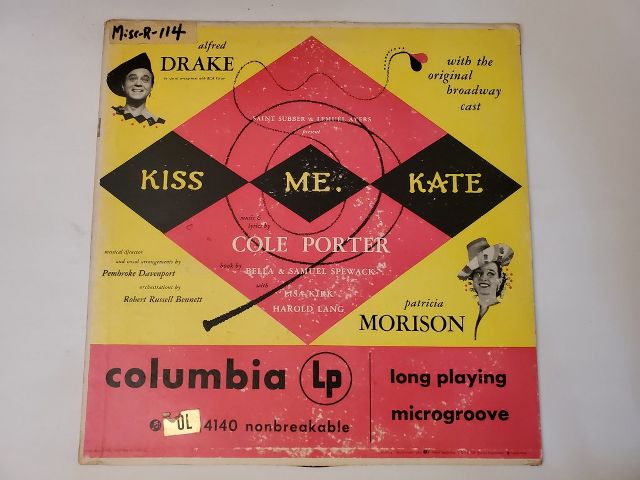 Misc-R-114
alfred
DRAKE
with the
original
broadway
cast
SAINT SUBBER & LEMUEL AYERS
present
KISS ME, KATE
music &
lyrics by
COLE PORTER
book by BELLA & SAMUEL SPEWACK
with
LISA KIRK
HAROLD LANG
musical director
and vocal arrangements by
Pembroke Davenport
orchestrations by
Robert Russell Bennett
patricia
MORISON
columbia Lp
long playing
microgroove
OL 4140 nonbreakable